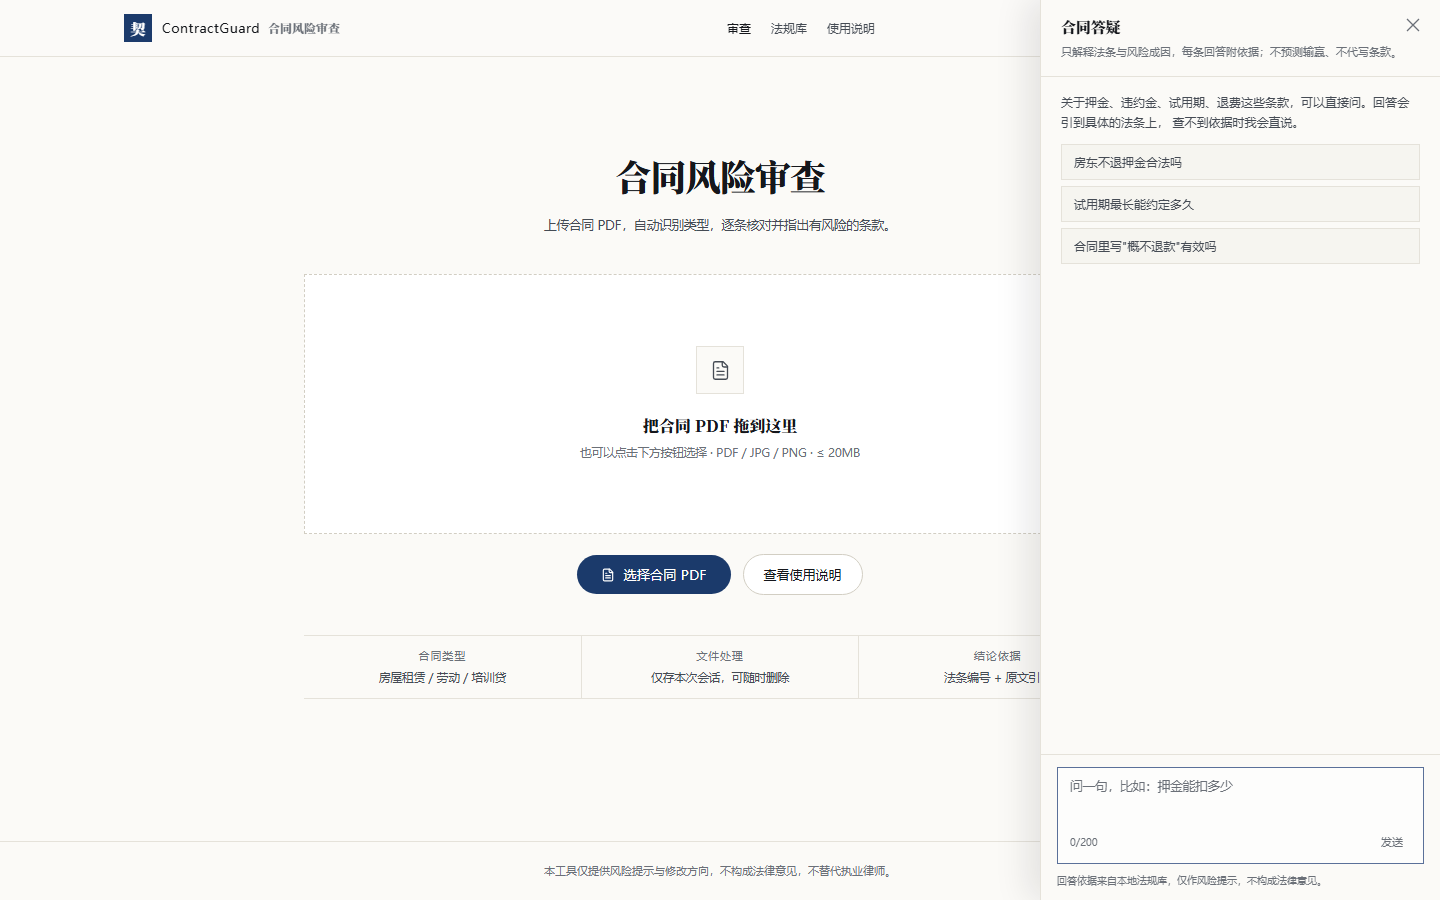 契 ContractGuard 合同风险审查
审查 法规库 使用说明
合同风险审查
上传合同 PDF，自动识别类型，逐条核对并指出有风险的条款。
把合同 PDF 拖到这里
也可以点击下方按钮选择 · PDF / JPG / PNG · ≤ 20MB
选择合同 PDF 查看使用说明
合同类型
房屋租赁 / 劳动 / 培训贷
文件处理
仅存本次会话，可随时删除
结论依据
法条编号 + 原文引
本工具仅提供风险提示与修改方向，不构成法律意见，不替代执业律师。
合同答疑
只解释法条与风险成因，每条回答附依据；不预测输赢、不代写条款。
关于押金、违约金、试用期、退费这些条款，可以直接问。回答会
引到具体的法条上， 查不到依据时我会直说。
房东不退押金合法吗
试用期最长能约定多久
合同里写"概不退款"有效吗
问一句，比如：押金能扣多少
0/200 发送
回答依据来自本地法规库，仅作风险提示，不构成法律意见。